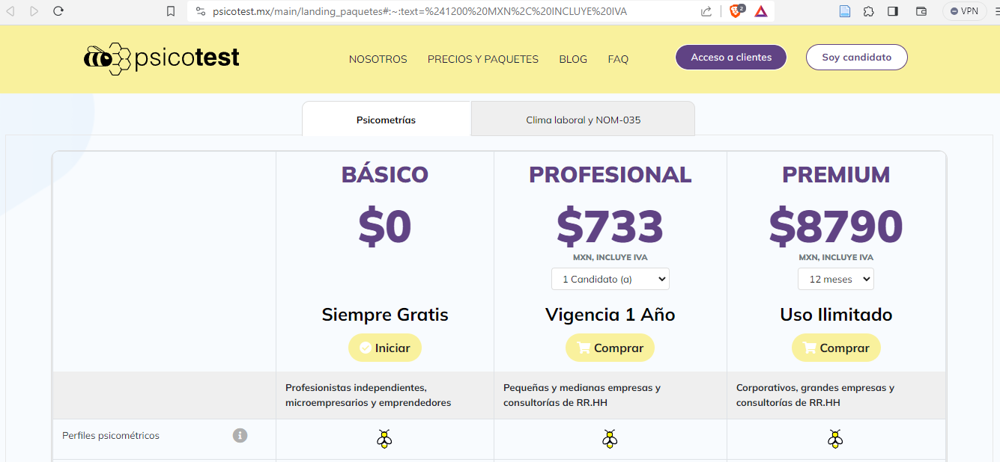 psicotest.mx/main/landing_paquetes#:~:text=%241200%20MXN%2C%20INCLUYE%20IVA
2
VPN
psicotest
NOSOTROS
PRECIOS Y PAQUETES
BLOG
FAQ
Acceso a clientes
Soy candidato
Psicometrías
Clima laboral y NOM-035
BÁSICO
$0
Siempre Gratis
Iniciar
PROFESIONAL
$733
MXN, INCLUYE IVA
1 Candidato (a)
Vigencia 1 Año
Comprar
PREMIUM
$8790
MXN, INCLUYE IVA
12 meses
Uso Ilimitado
Comprar
Profesionistas independientes,
microempresarios y emprendedores
Pequeñas y medianas empresas y
consultorías de RR.HH
Corporativos, grandes empresas y
consultorías de RR.HH
Perfiles psicométricos